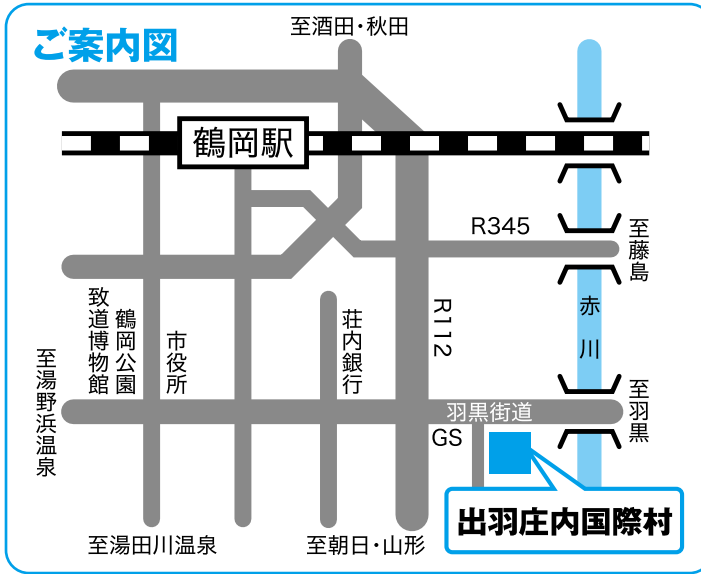 ご案内図
至酒田・秋田
鶴岡駅
R345
至藤島
致道博物館
鶴岡公園
市役所
荘内銀行
R112
赤川
至湯野浜温泉
羽黒街道
至羽黒
GS
出羽庄内国際村
至湯田川温泉
至朝日・山形